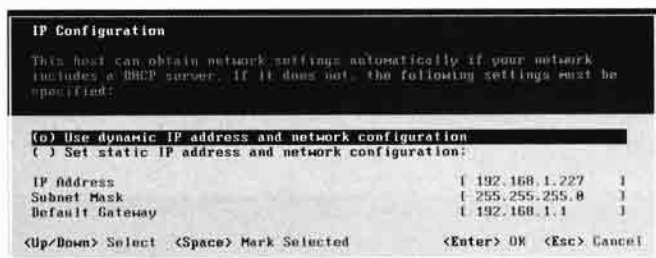 IP Configuration
This host can obtain network settings automatically if your network
includes a DHCP server. If it does not, the following settings must be
specified:
(o) Use dynamic IP address and network configuration
( ) Set static IP address and network configuration:
IP Address [ 192.168.1.227 ]
Subnet Mask [ 255.255.255.0 ]
Default Gateway [ 192.168.1.1 ]
<Up/Down> Select <Space> Mark Selected <Enter> OK <Esc> Cancel